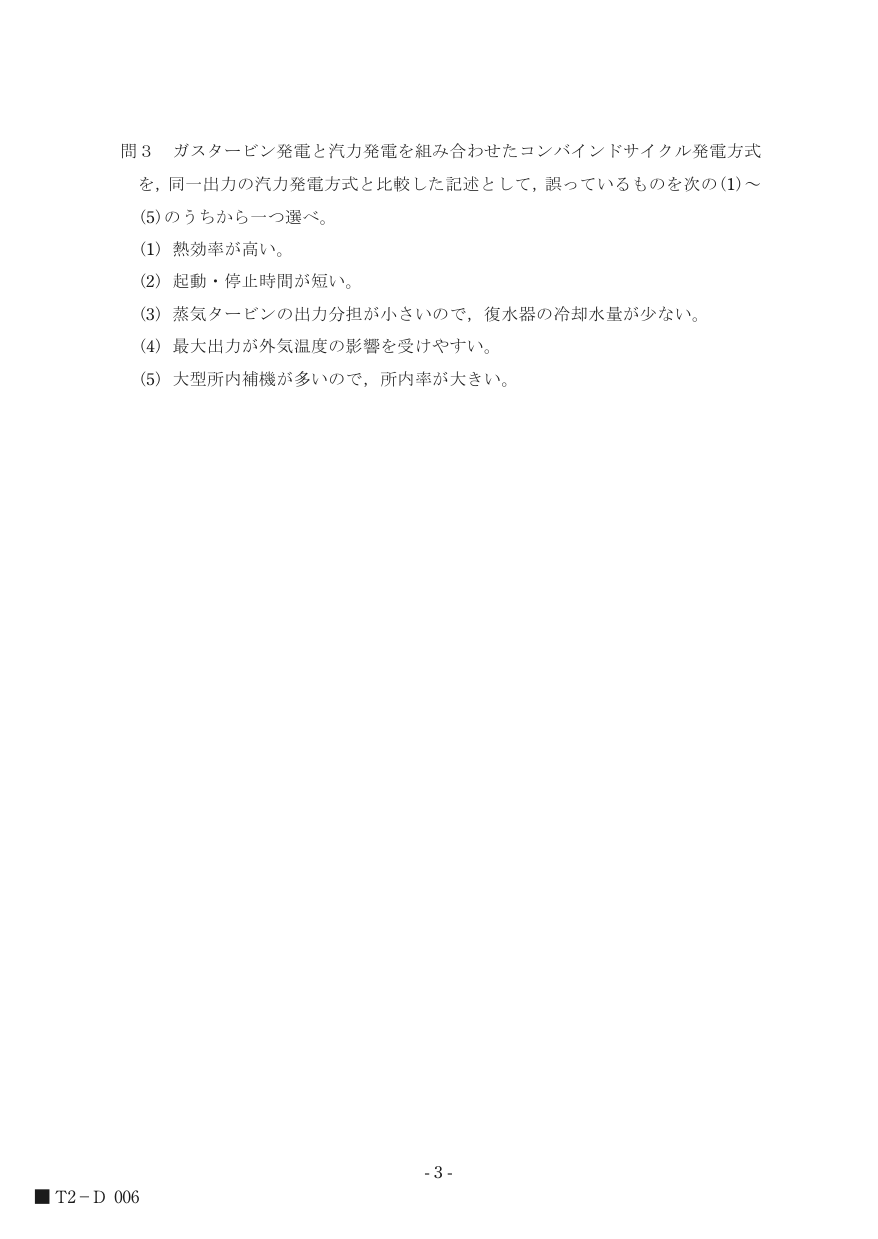 問３　ガスタービン発電と汽力発電を組み合わせたコンバインドサイクル発電方式
を，同一出力の汽力発電方式と比較した記述として，誤っているものを次の(1)～
(5)のうちから一つ選べ。
(1) 熱効率が高い。
(2) 起動・停止時間が短い。
(3) 蒸気タービンの出力分担が小さいので，復水器の冷却水量が少ない。
(4) 最大出力が外気温度の影響を受けやすい。
(5) 大型所内補機が多いので，所内率が大きい。
- 3 -
■ T2－D 006